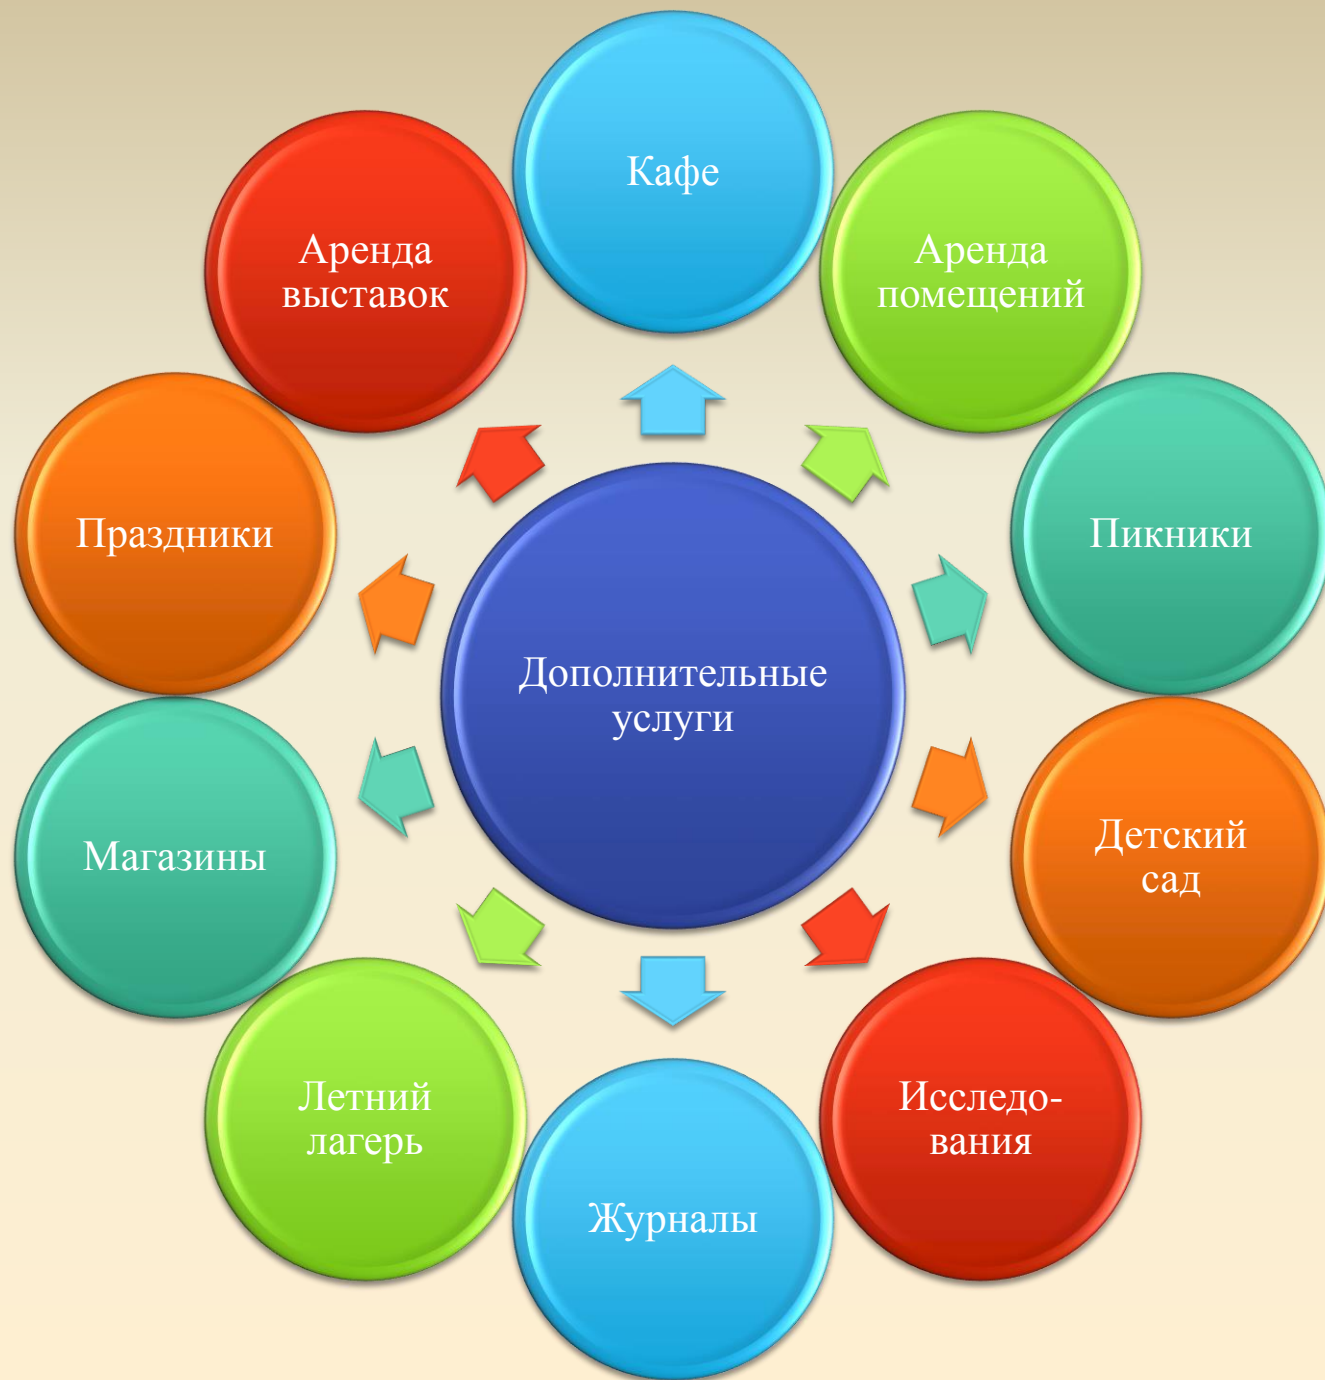 Кафе
Аренда
помещений
Пикники
Детский
сад
Исследо-
вания
Журналы
Летний
лагерь
Магазины
Праздники
Аренда
выставок
Дополнительные
услуги